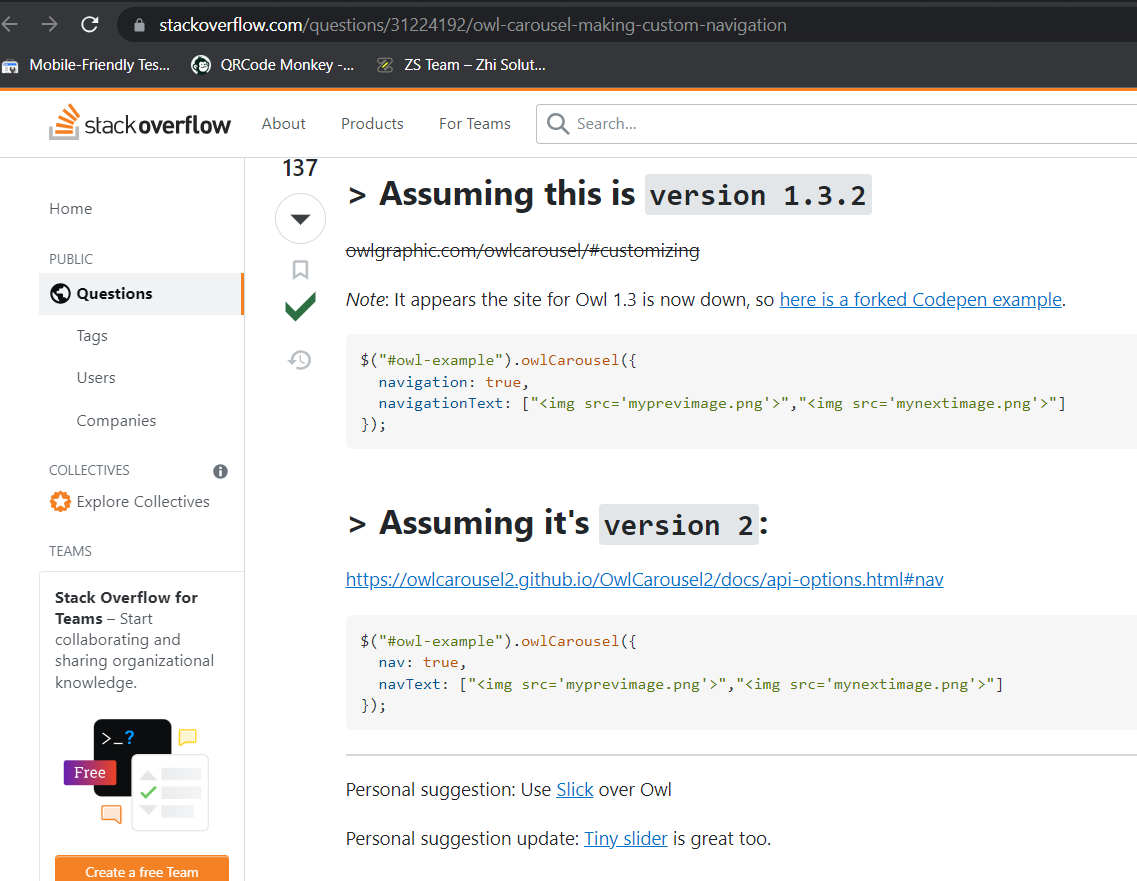 stackoverflow.com/questions/31224192/owl-carousel-making-custom-navigation
Mobile-Friendly Tes... QRCode Monkey -... ZS Team – Zhi Solut...
stackoverflow About Products For Teams Search...
Home
PUBLIC
Questions
Tags
Users
Companies
COLLECTIVES
Explore Collectives
TEAMS
Stack Overflow for
Teams – Start
collaborating and
sharing organizational
knowledge.
>_?
Free
Create a free Team
137
> Assuming this is version 1.3.2
owlgraphic.com/owlcarousel/#customizing
Note: It appears the site for Owl 1.3 is now down, so here is a forked Codepen example.
$("#owl-example").owlCarousel({
navigation: true,
navigationText: ["<img src='myprevimage.png'>","<img src='mynextimage.png'>"]
});
> Assuming it's version 2:
https://owlcarousel2.github.io/OwlCarousel2/docs/api-options.html#nav
$("#owl-example").owlCarousel({
nav: true,
navText: ["<img src='myprevimage.png'>","<img src='mynextimage.png'>"]
});
Personal suggestion: Use Slick over Owl
Personal suggestion update: Tiny slider is great too.